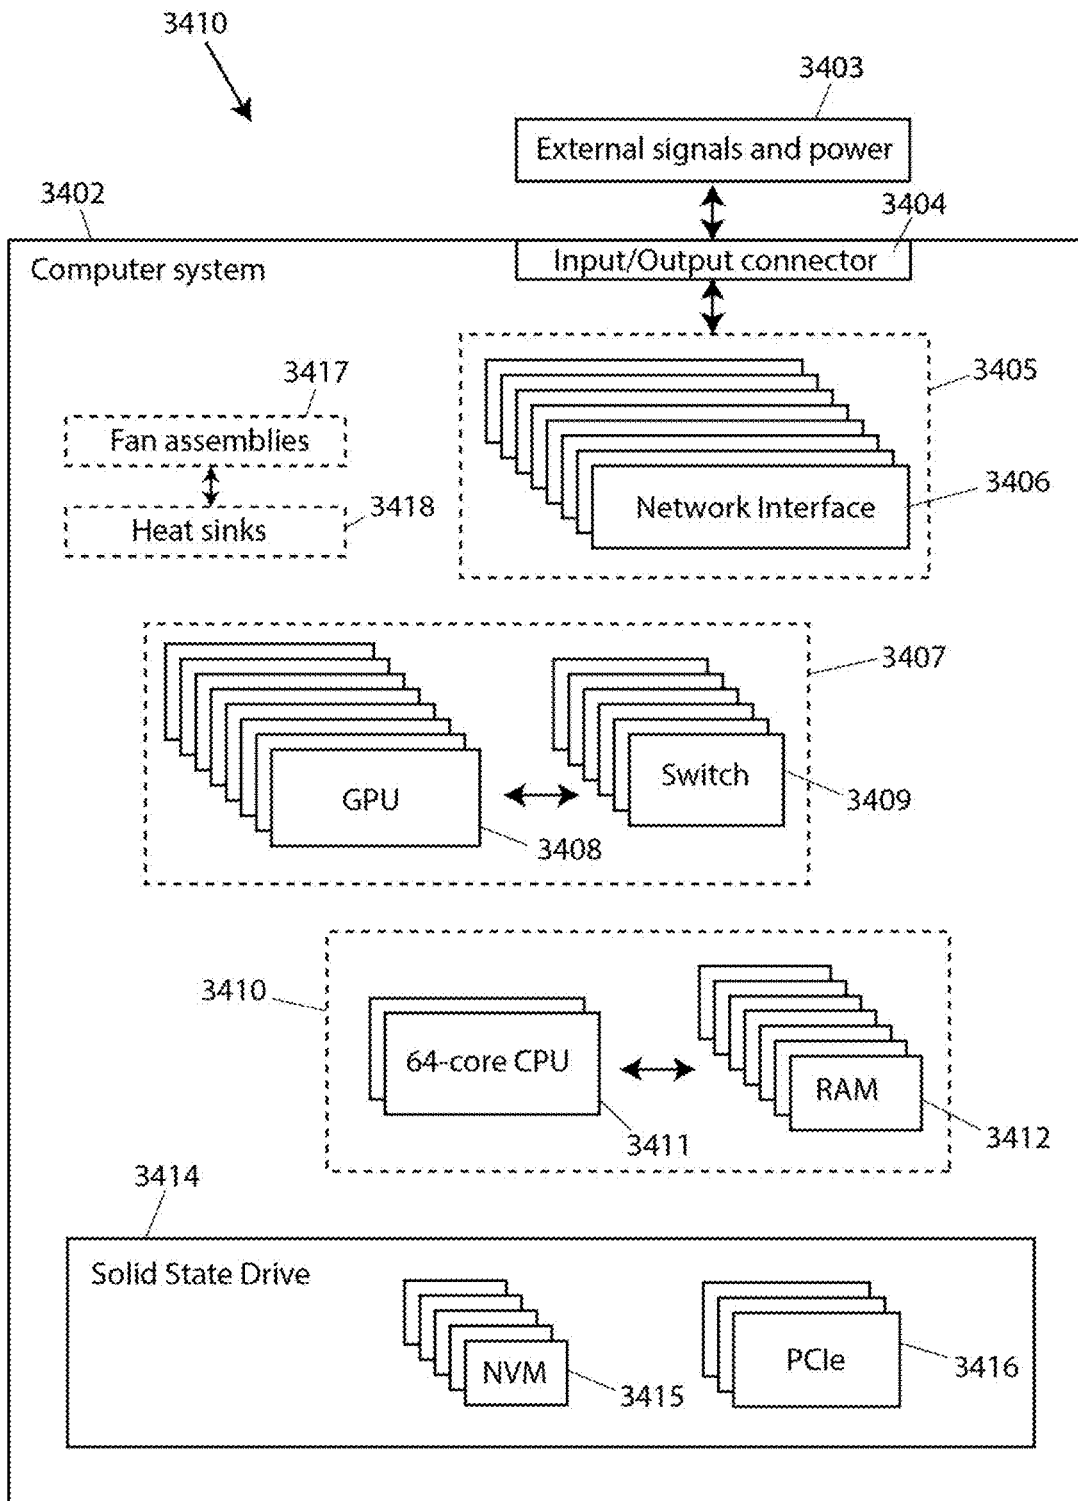 3410
3403
External signals and power
3402
3404
Computer system
Input/Output connector
3417
3405
Fan assemblies
3406
3418
Network Interface
Heat sinks
3407
Switch
GPU
3409
3408
3410
64-core CPU
RAM
3411
3412
3414
Solid State Drive
NVM
3415
PCIe
3416